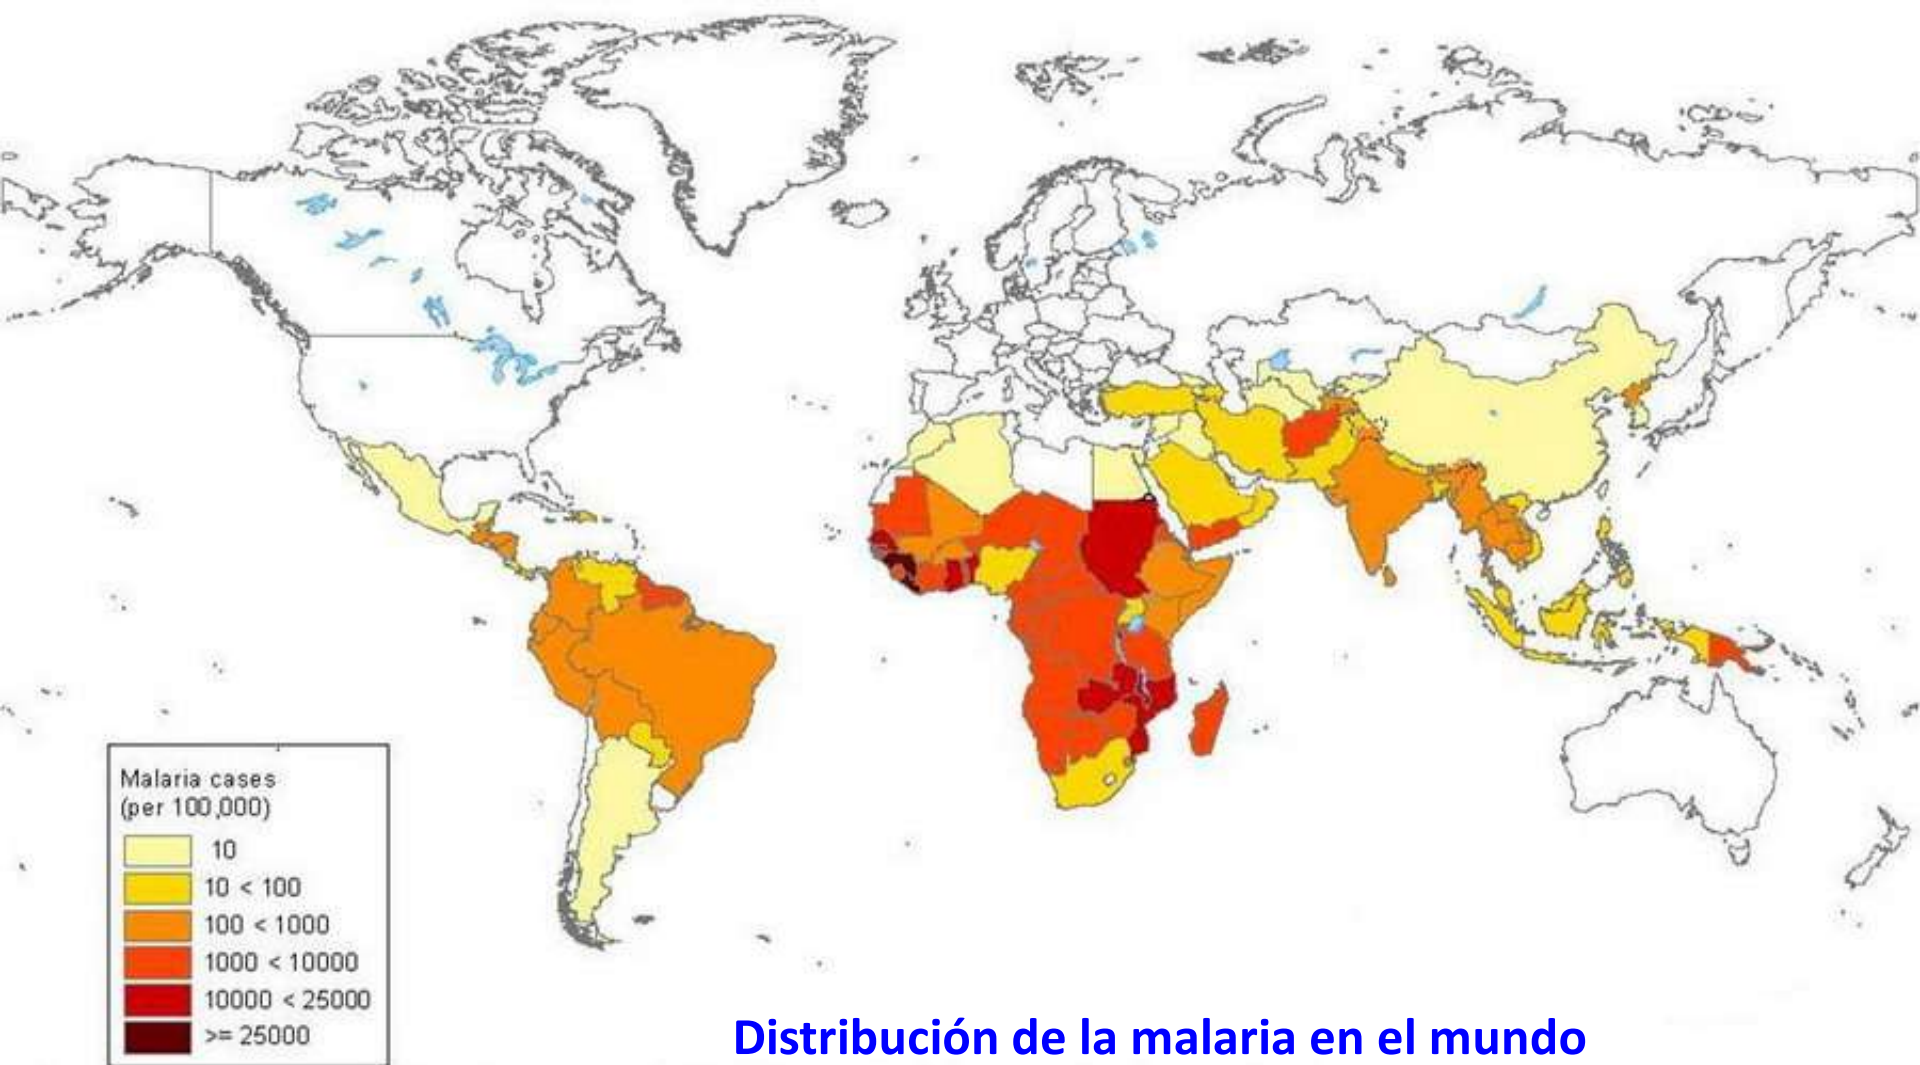 Malaria cases
(per 100,000)
10
10 < 100
100 < 1000
1000 < 10000
10000 < 25000
>= 25000
Distribución de la malaria en el mundo